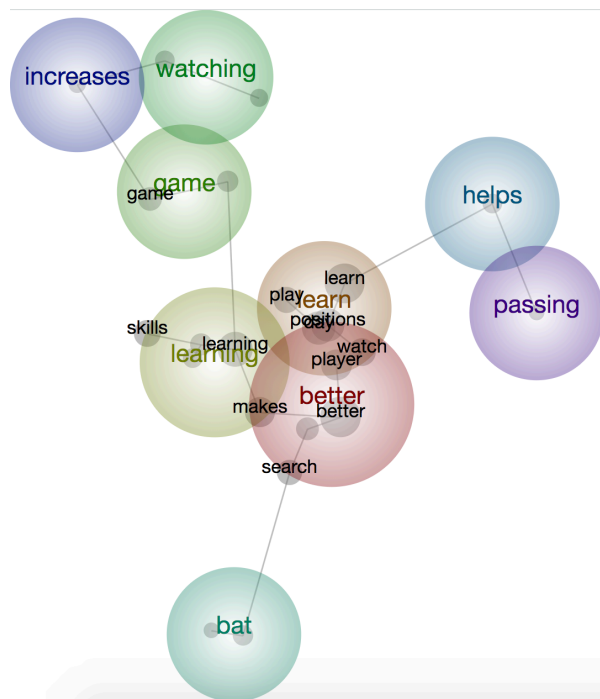 increases
watching
game
game
helps
learn
play
learn
positions
day
passing
skills
learning
learning
player
watch
better
makes
better
search
bat